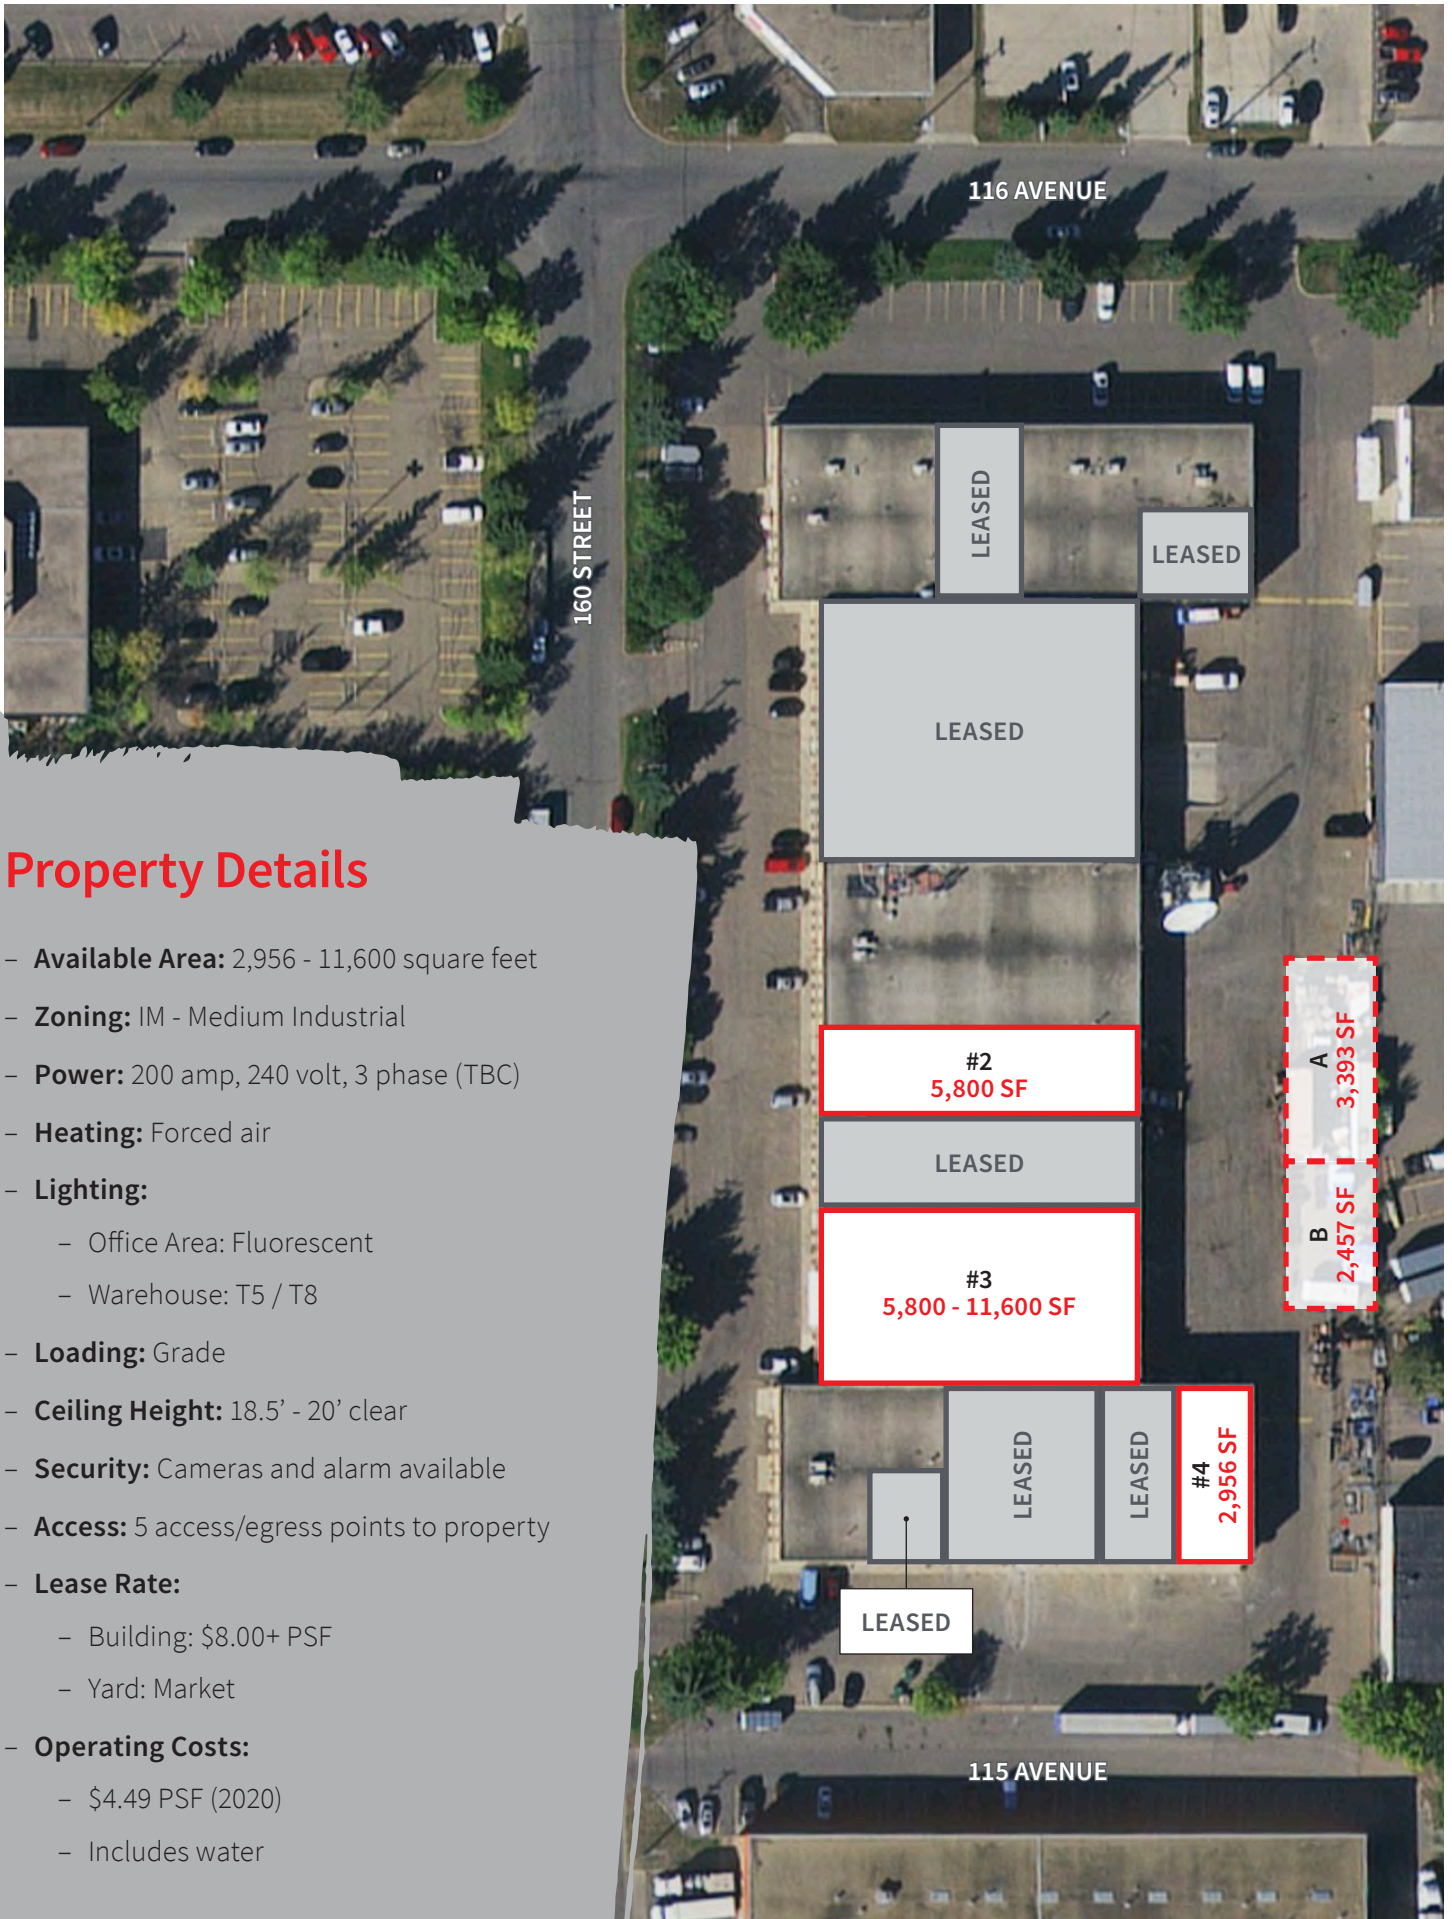 116 AVENUE
160 STREET
LEASED
LEASED
LEASED
#2
5,800 SF
LEASED
#3
5,800 - 11,600 SF
A
3,393 SF
B
2,457 SF
LEASED
LEASED
#4
2,956 SF
LEASED
115 AVENUE
Property Details
– Available Area: 2,956 - 11,600 square feet
– Zoning: IM - Medium Industrial
– Power: 200 amp, 240 volt, 3 phase (TBC)
– Heating: Forced air
– Lighting:
– Office Area: Fluorescent
– Warehouse: T5 / T8
– Loading: Grade
– Ceiling Height: 18.5’ - 20’ clear
– Security: Cameras and alarm available
– Access: 5 access/egress points to property
– Lease Rate:
– Building: $8.00+ PSF
– Yard: Market
– Operating Costs:
– $4.49 PSF (2020)
– Includes water